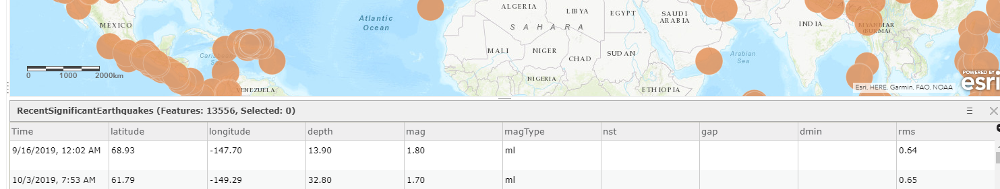 ALGERIA
LIBYA
EGYPT
SAUDI
ARABIA
MÉXICO
Atlantic
Ocean
S A H A R A
INDIA
MYANMAR
(BURMA)
MALI
NIGER
SUDAN
CHAD
Arabian
Sea
0 1000 2000km
VENEZUELA
NIGERIA
ETHIOPIA
POWERED BY
esri
Esri, HERE, Garmin, FAO, NOAA
RecentSignificantEarthquakes (Features: 13556, Selected: 0)
Time latitude longitude depth mag magType nst gap dmin rms
9/16/2019, 12:02 AM 68.93 -147.70 13.90 1.80 ml 0.64
10/3/2019, 7:53 AM 61.79 -149.29 32.80 1.70 ml 0.65